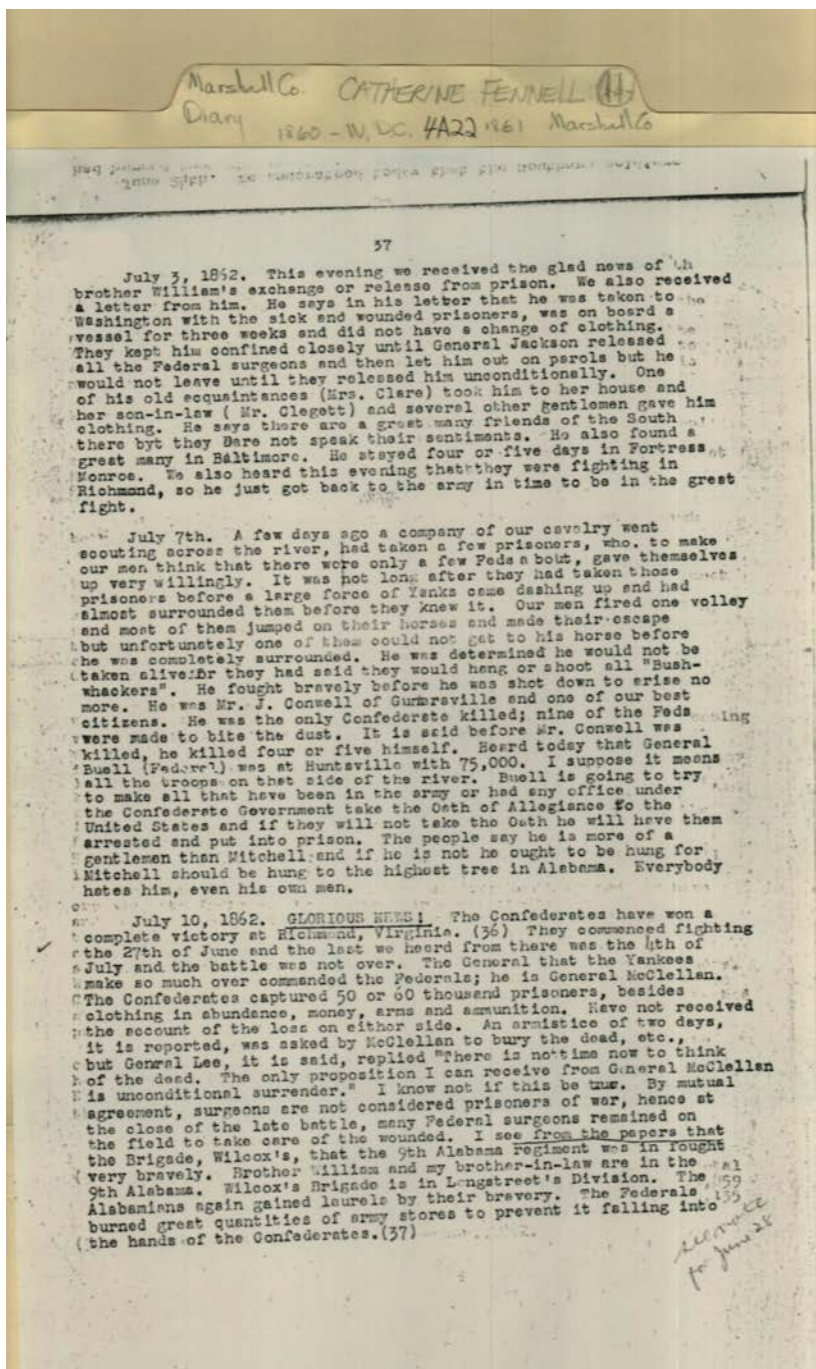 Marshall Co. CATHERINE FENNELL
Diary 1860 - W, D.C. 4A22 1861 Marshall Co
37
July 3, 1862. This evening we received the glad news of
brother William's exchange or release from prison. We also received
a letter from him. He says in his letter that he was taken to
Washington with the sick and wounded prisoners, was on board a
vessel for three weeks and did not have a change of clothing.
They kept him confined closely until General Jackson released
all the Federal surgeons and then let him out on parols but he
would not leave until they released him unconditionally. One
of his old acquaintances (Mrs. Clare) took him to her house and
her son-in-law ( Mr. Clegett) and several other gentlemen gave him
clothing. He says there are a great many friends of the South
there byt they Dare not speak their sentiments. He also found a
great many in Baltimore. He stayed four or five days in Fortress
Monroe. We also heard this evening that they were fighting in
Richmond, so he just got back to the army in time to be in the great
fight.
July 7th. A few days ago a company of our cavalry went
scouting across the river, had taken a few prisoners, who. to make
our men think that there were only a few Feds about, gave themselves
up very willingly. It was not long after they had taken those
prisoners before a large force of Yanks came dashing up and had
almost surrounded them before they knew it. Our men fired one volley
and most of them jumped on their horses and made their escape
but unfortunately one of them could not get to his horse before
he was completely surrounded. He was determined he would not be
taken alive for they had said they would hang or shoot all "Bush-
whackers". He fought bravely before he was shot down to arise no
more. He was Mr. J. Conwell of Guntersville and one of our best
citizens. He was the only Confederate killed; nine of the Feds
were made to bite the dust. It is said before Mr. Conwell was
killed, he killed four or five himself. Heard today that General
Buell (Federal) was at Huntsville with 75,000. I suppose it means
all the troops on that side of the river. Buell is going to try
to make all that have been in the army or had any office under
the Confederate Government take the Oath of Allegiance to the
United States and if they will not take the Oath he will have them
arrested and put into prison. The people say he is more of a
gentlemen than Mitchell and if he is not he ought to be hung for
Mitchell should be hung to the highest tree in Alabama. Everybody
hates him, even his own men.
July 10, 1862. GLORIOUS NEWS! The Confederates have won a
complete victory at Richmond, Virginia. (36) They commenced fighting
the 27th of June and the last we heard from there was the 4th of
July and the battle was not over. The General that the Yankees
make so much over commanded the Federals; he is General McClellan.
The Confederates captured 50 or 60 thousand prisoners, besides
clothing in abundance, money, arms and ammunition. Have not received
the account of the loss on either side. An armistice of two days,
it is reported, was asked by McClellan to bury the dead, etc.,
but Genral Lee, it is said, replied "There is no time now to think
of the dead. The only proposition I can receive from General McClellan
is unconditional surrender." I know not if this be true. By mutual
agreement, surgeons are not considered prisoners of war, hence at
the close of the late battle, many Federal surgeons remained on
the field to take care of the wounded. I see from the papers that
the Brigade, Wilcox's, that the 9th Alabama regiment was in fought
very bravely. Brother William and my brother-in-law are in the
9th Alabama. Wilcox's Brigade is in Longstreet's Division. The
Alabamians again gained laurels by their bravery. The Federals
burned great quantities of army stores to prevent it falling into
the hands of the Confederates.(37)
see note
for June 28